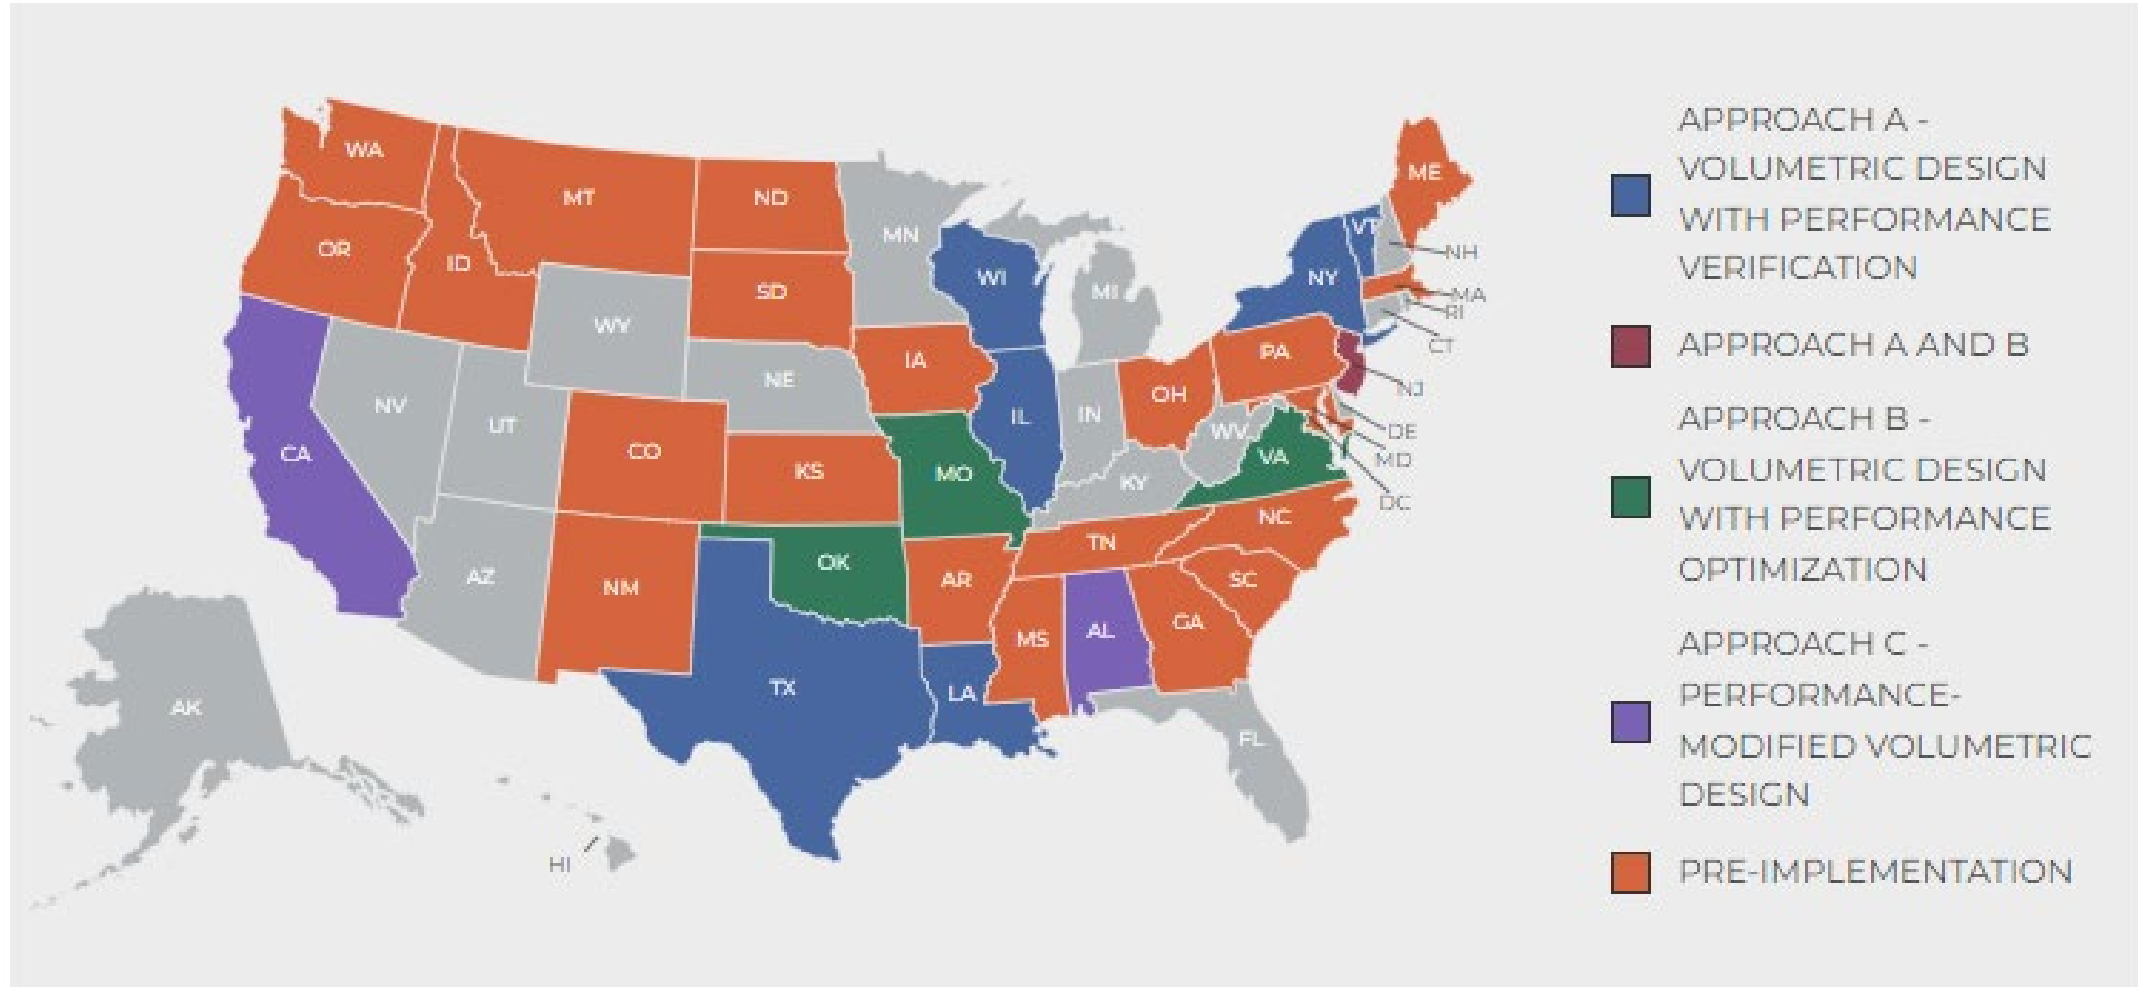 WA
MT
ND
MN
ME
OR
ID
SD
WI
MI
NY
VT
NH
MA
RI
CT
WY
IA
PA
NE
OH
NJ
NV
UT
CO
KS
MO
IL
IN
WV
VA
DE
MD
DC
CA
KY
AZ
NM
OK
AR
TN
NC
SC
MS
AL
GA
TX
LA
FL
AK
HI
APPROACH A -
VOLUMETRIC DESIGN
WITH PERFORMANCE
VERIFICATION
APPROACH A AND B
APPROACH B -
VOLUMETRIC DESIGN
WITH PERFORMANCE
OPTIMIZATION
APPROACH C -
PERFORMANCE-
MODIFIED VOLUMETRIC
DESIGN
PRE-IMPLEMENTATION